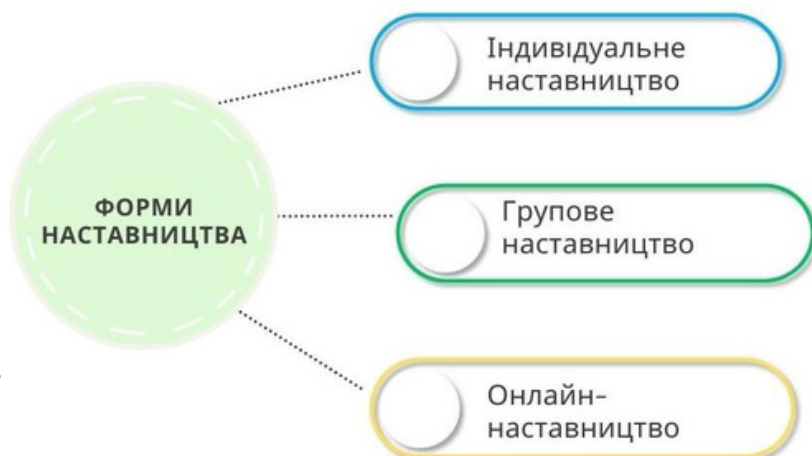 ФОРМИ
НАСТАВНИЦТВА
Індивідуальне
наставництво
Групове
наставництво
Онлайн-
наставництво